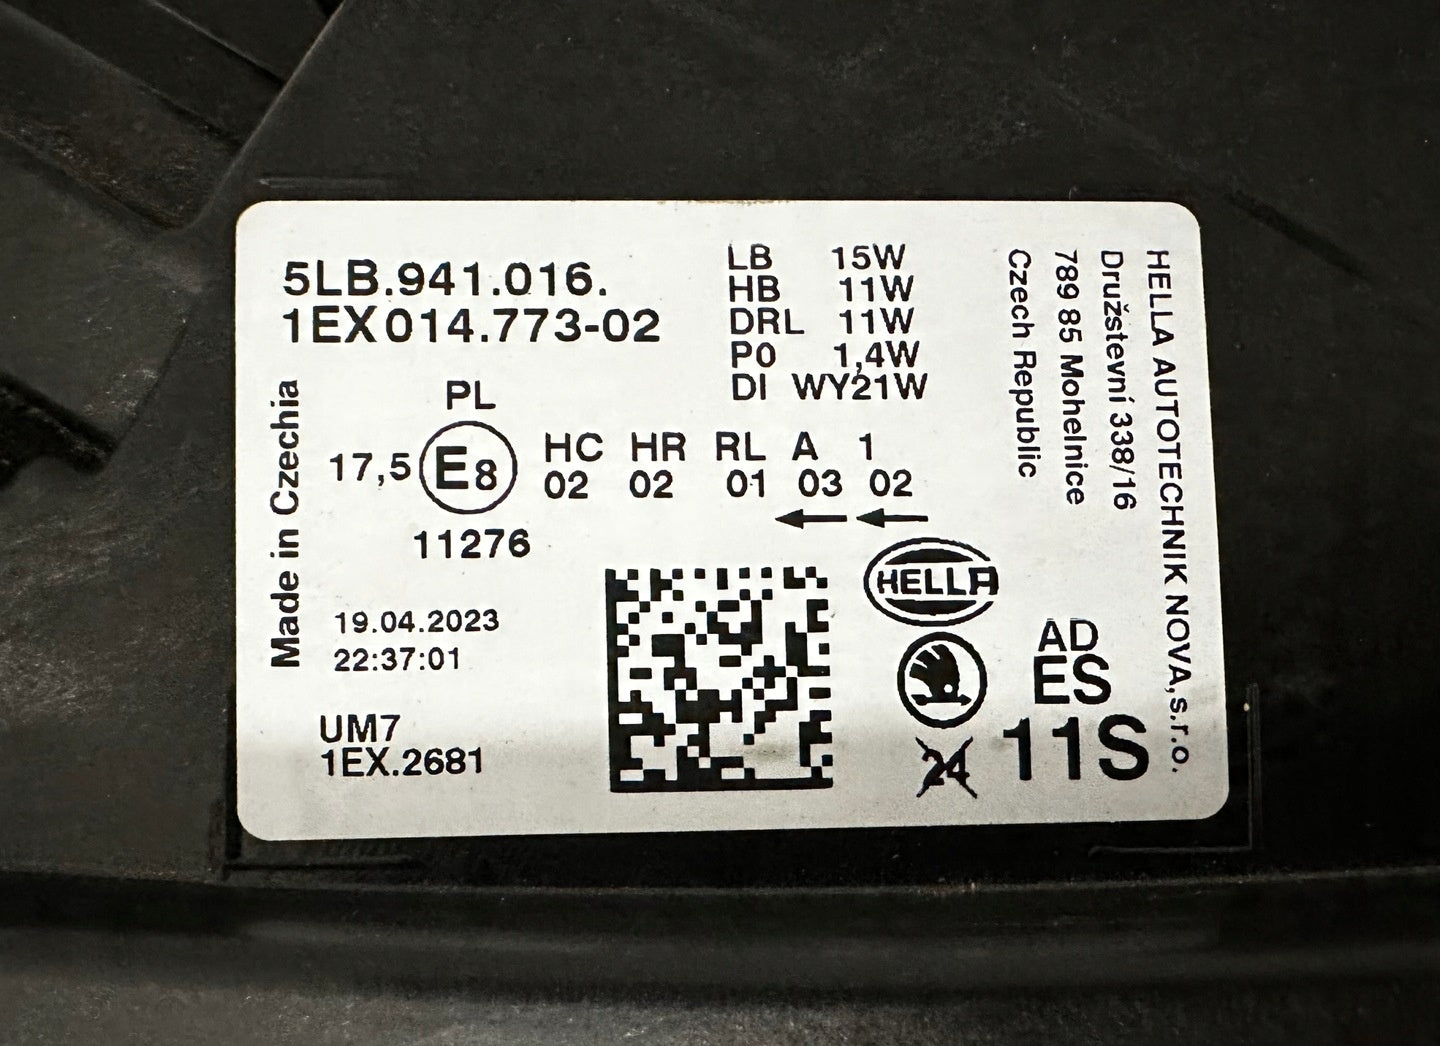 5LB.941.016.
1EX014.773-02
LB 15W
HB 11W
DRL 11W
PO 1,4W
DI WY21W
PL
17,5 E8 HC HR RL A 1
02 02 01 03 02
11276
Made in Czechia
19.04.2023
22:37:01
UM7
1EX.2681
HELLA
24
AD
ES
11S
HELLA AUTOTECHNIK NOVA,s.r.o.
Družstevní 338/16
789 85 Mohelnice
Czech Republic